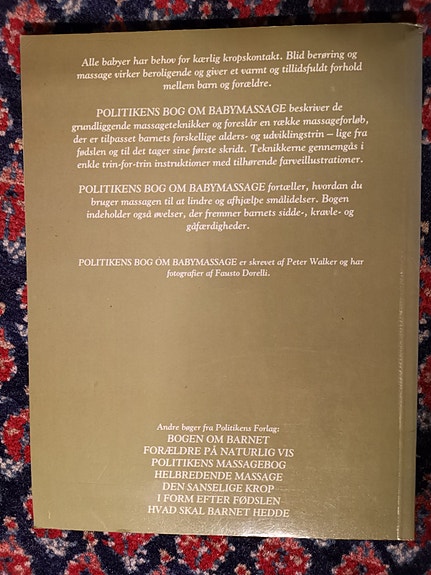 Alle babyer har behov for kærlig kropskontakt. Blid berøring og
massage virker beroligende og giver et varmt og tillidsfuldt forhold
mellem barn og forældre.
POLITIKENS BOG OM BABYMASSAGE beskriver de
grundliggende massageteknikker og foreslår en række massageforløb,
der er tilpasset barnets forskellige alders- og udviklingstrin – lige fra
fødslen og til det tager sine første skridt. Teknikkerne gennemgås i
enkle trin-for-trin instruktioner med tilhørende farveillustrationer.
POLITIKENS BOG OM BABYMASSAGE fortæller, hvordan du
bruger massagen til at lindre og afhjælpe smålidelser. Bogen
indeholder også øvelser, der fremmer barnets sidde-, kravle- og
gåfærdigheder.
POLITIKENS BOG OM BABYMASSAGE er skrevet af Peter Walker og har
fotografier af Fausto Dorelli.
Andre bøger fra Politikens Forlag:
BOGEN OM BARNET
FORÆLDRE PÅ NATURLIG VIS
POLITIKENS MASSAGEBOG
HELBREDENDE MASSAGE
DEN SANSELIGE KROP
I FORM EFTER FØDSLEN
HVAD SKAL BARNET HEDDE